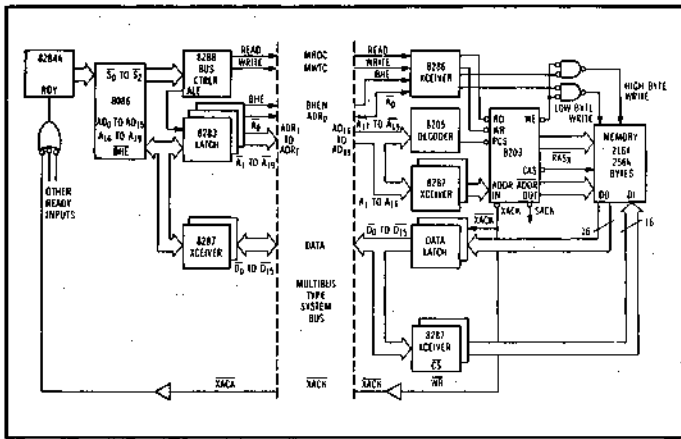 8284A
RDY
OTHER
READY
INPUTS
S0 TO S2
8086
AD0 TO AD15
A16 TO A19
BHE
8288
BUS
CTRLR
ALE
READ
WRITE
8283
LATCH
BHE
A0
A1 TO A19
8287
XCEIVER
D0 TO D15
XACK
MRDC
MWTC
BHEN
ADR0
ADR1
TO
ADRF
AD16
TO
AD19
DATA
MULTIBUS
TYPE
SYSTEM
BUS
XACK
READ
WRITE
BHE
A0
A17 TO A19
A1 TO A16
8286
XCEIVER
8205
DECODER
8287
XCEIVER
XACK
D0 TO D15
DATA
LATCH
8287
XCEIVER
CS
WR
XACK
RD
WR
PCS
WE
8203
CAS
ADDR
IN
ADDR
OUT
XACK
SACK
RASX
LOW BYTE
WRITE
HIGH BYTE
WRITE
MEMORY
2164
256K
BYTES
DO
DI
16
16